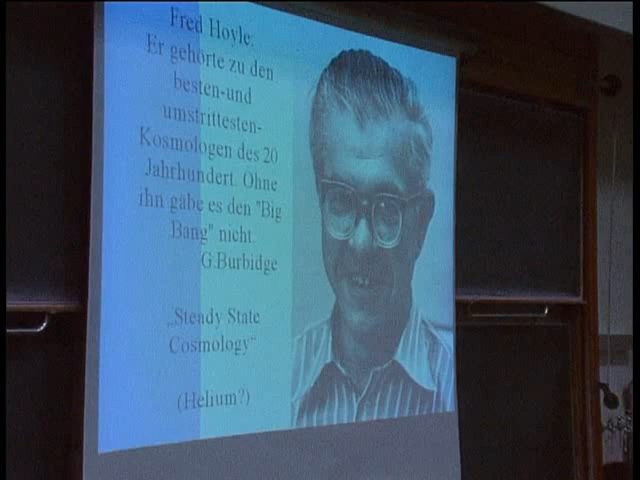 Fred Hoyle:
Er gehörte zu den
besten-und
umstrittesten-
Kosmologen des 20
Jahrhundert. Ohne
ihn gäbe es den "Big
Bang" nicht.
G.Burbidge
„Steady State
Cosmology“
(Helium?)